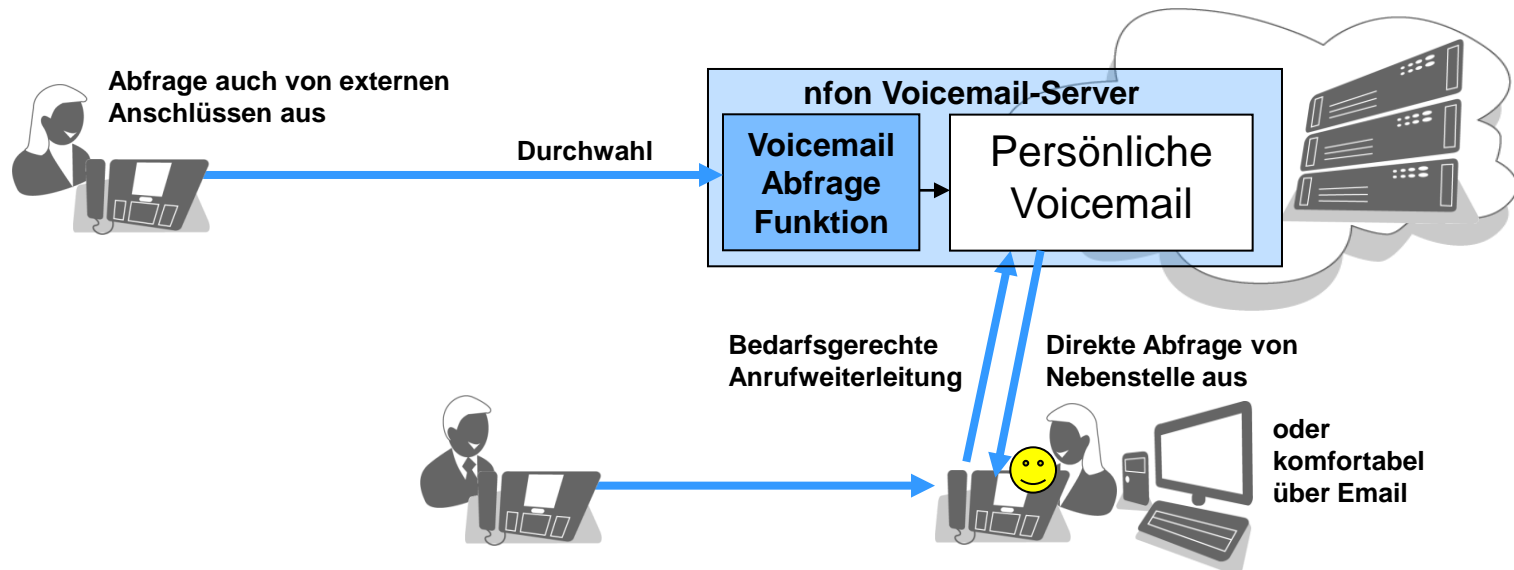 Abfrage auch von externen
Anschlüssen aus
Durchwahl
nfon Voicemail-Server
Voicemail
Abfrage
Funktion
Persönliche
Voicemail
Bedarfsgerechte
Anrufweiterleitung
Direkte Abfrage von
Nebenstelle aus
oder
komfortabel
über Email